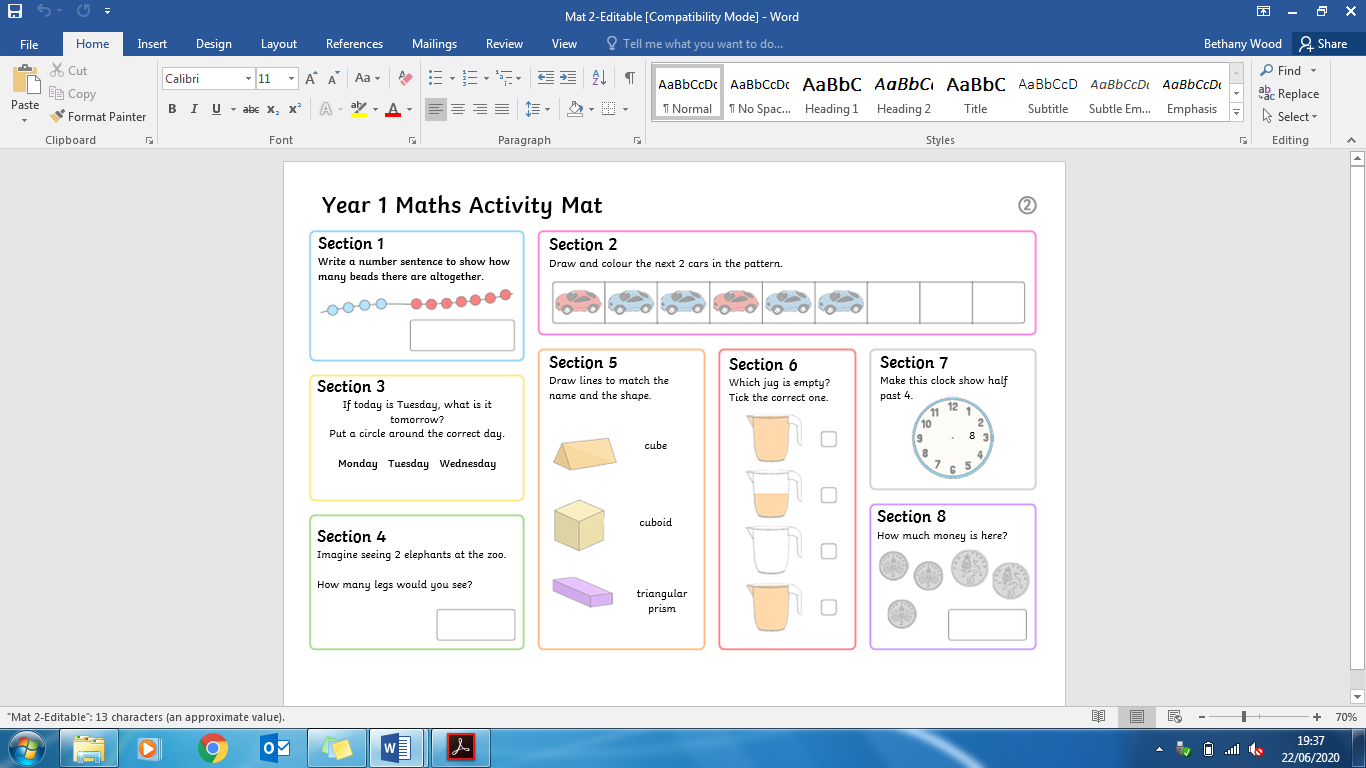 Mat 2-Editable [Compatibility Mode] - Word
File Home Insert Design Layout References Mailings Review View Tell me what you want to do... Bethany Wood Share
Paste
Cut
Copy
Format Painter
Clipboard
Calibri 11
Aa
B I U abc x₂ x²
A ab A
Font
Paragraph
AaBbCcDc AaBbCcDc AaBbC AaBbCc AaBbC AaBbCcD AaBbCcDc AaBbCcDc
¶ Normal ¶ No Spac... Heading 1 Heading 2 Title Subtitle Subtle Em... Emphasis
Styles
Find
Replace
Select
Editing
Year 1 Maths Activity Mat
2
Section 1
Write a number sentence to show how
many beads there are altogether.
Section 2
Draw and colour the next 2 cars in the pattern.
Section 3
If today is Tuesday, what is it
tomorrow?
Put a circle around the correct day.
Monday Tuesday Wednesday
Section 4
Imagine seeing 2 elephants at the zoo.
How many legs would you see?
Section 5
Draw lines to match the
name and the shape.
cube
cuboid
triangular
prism
Section 6
Which jug is empty?
Tick the correct one.
Section 7
Make this clock show half
past 4.
12
11 1
10 2
9 8 3
8 4
7 5
6
Section 8
How much money is here?
"Mat 2-Editable": 13 characters (an approximate value).
70%
19:37
22/06/2020